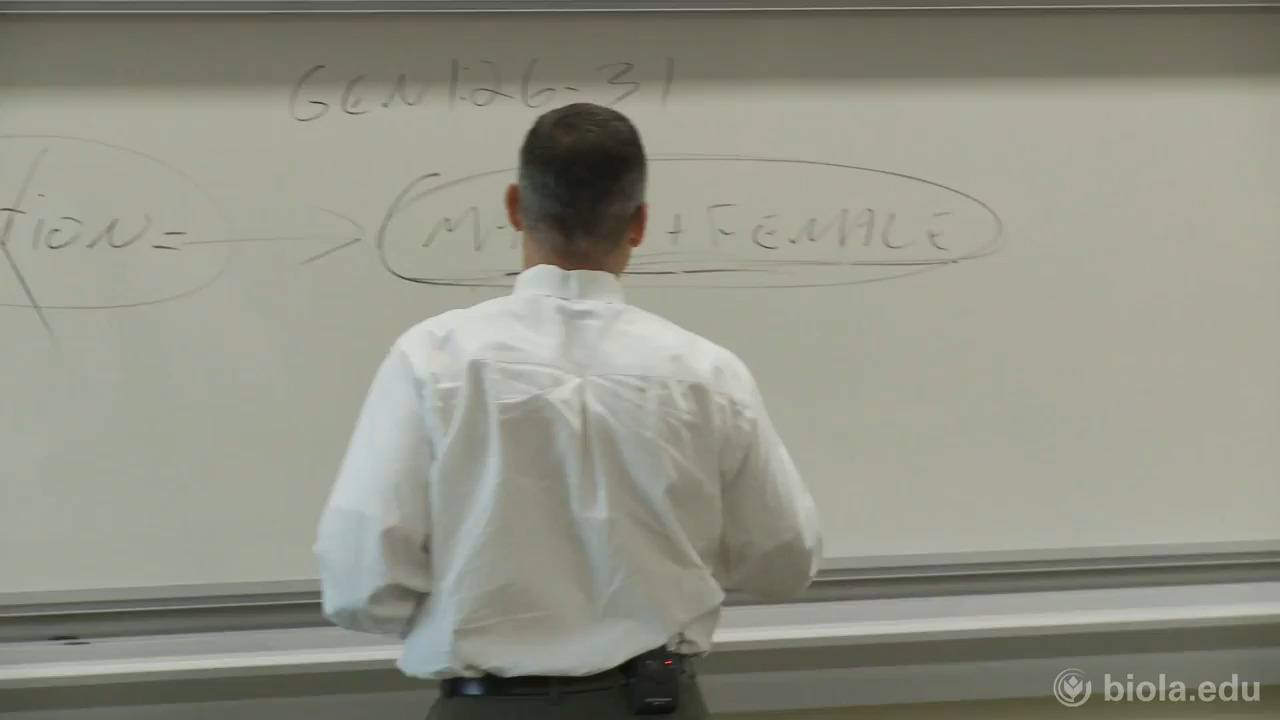 GEN 1:26-31
TION= → + FEMALE
biola.edu